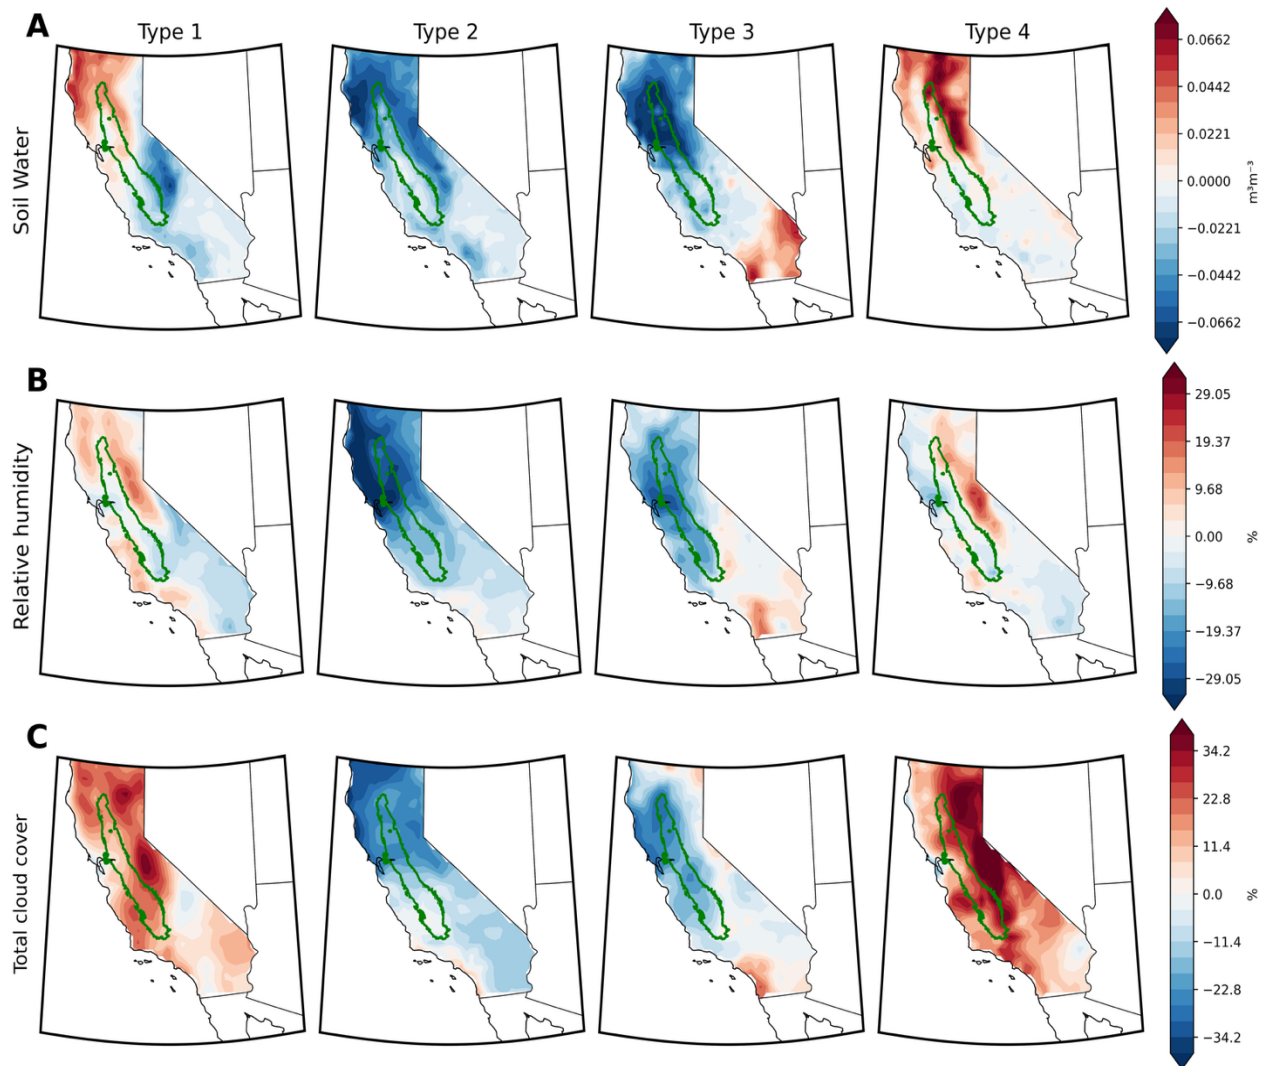 A
Type 1
Type 2
Type 3
Type 4
Soil Water
0.0662
0.0442
0.0221
0.0000
−0.0221
−0.0442
−0.0662
m³m⁻³
B
Relative humidity
29.05
19.37
9.68
0.00
−9.68
−19.37
−29.05
%
C
Total cloud cover
34.2
22.8
11.4
0.0
−11.4
−22.8
−34.2
%